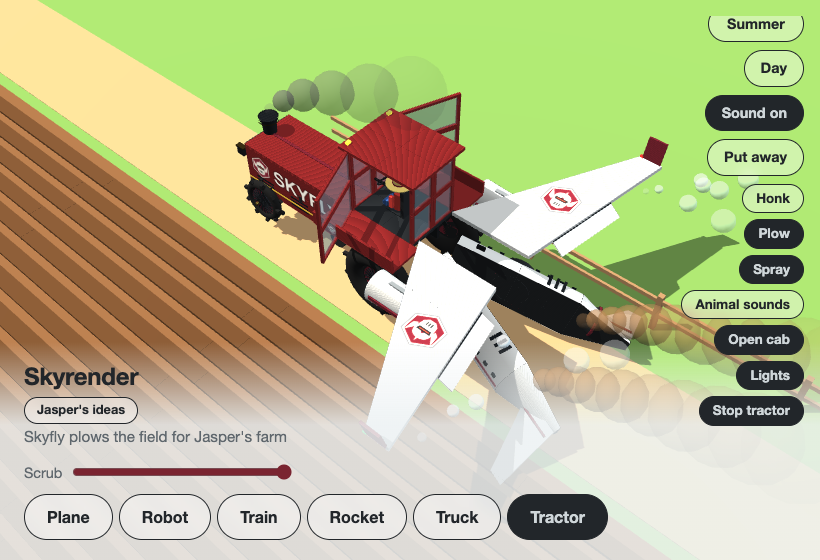 Summer
Day
Sound on
Put away
Honk
Plow
Spray
Animal sounds
Open cab
Lights
Stop tractor
Skyrender
Jasper's ideas
Skyfly plows the field for Jasper's farm
Scrub
Plane
Robot
Train
Rocket
Truck
Tractor